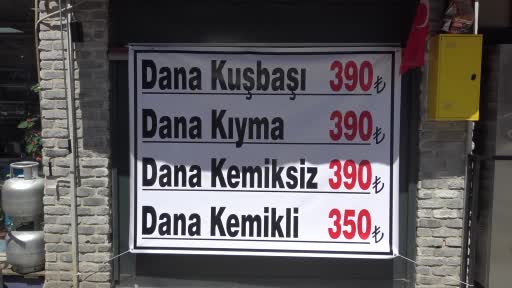 Dana Kuşbaşı 390₺
Dana Kıyma 390₺
Dana Kemiksiz 390₺
Dana Kemikli 350₺